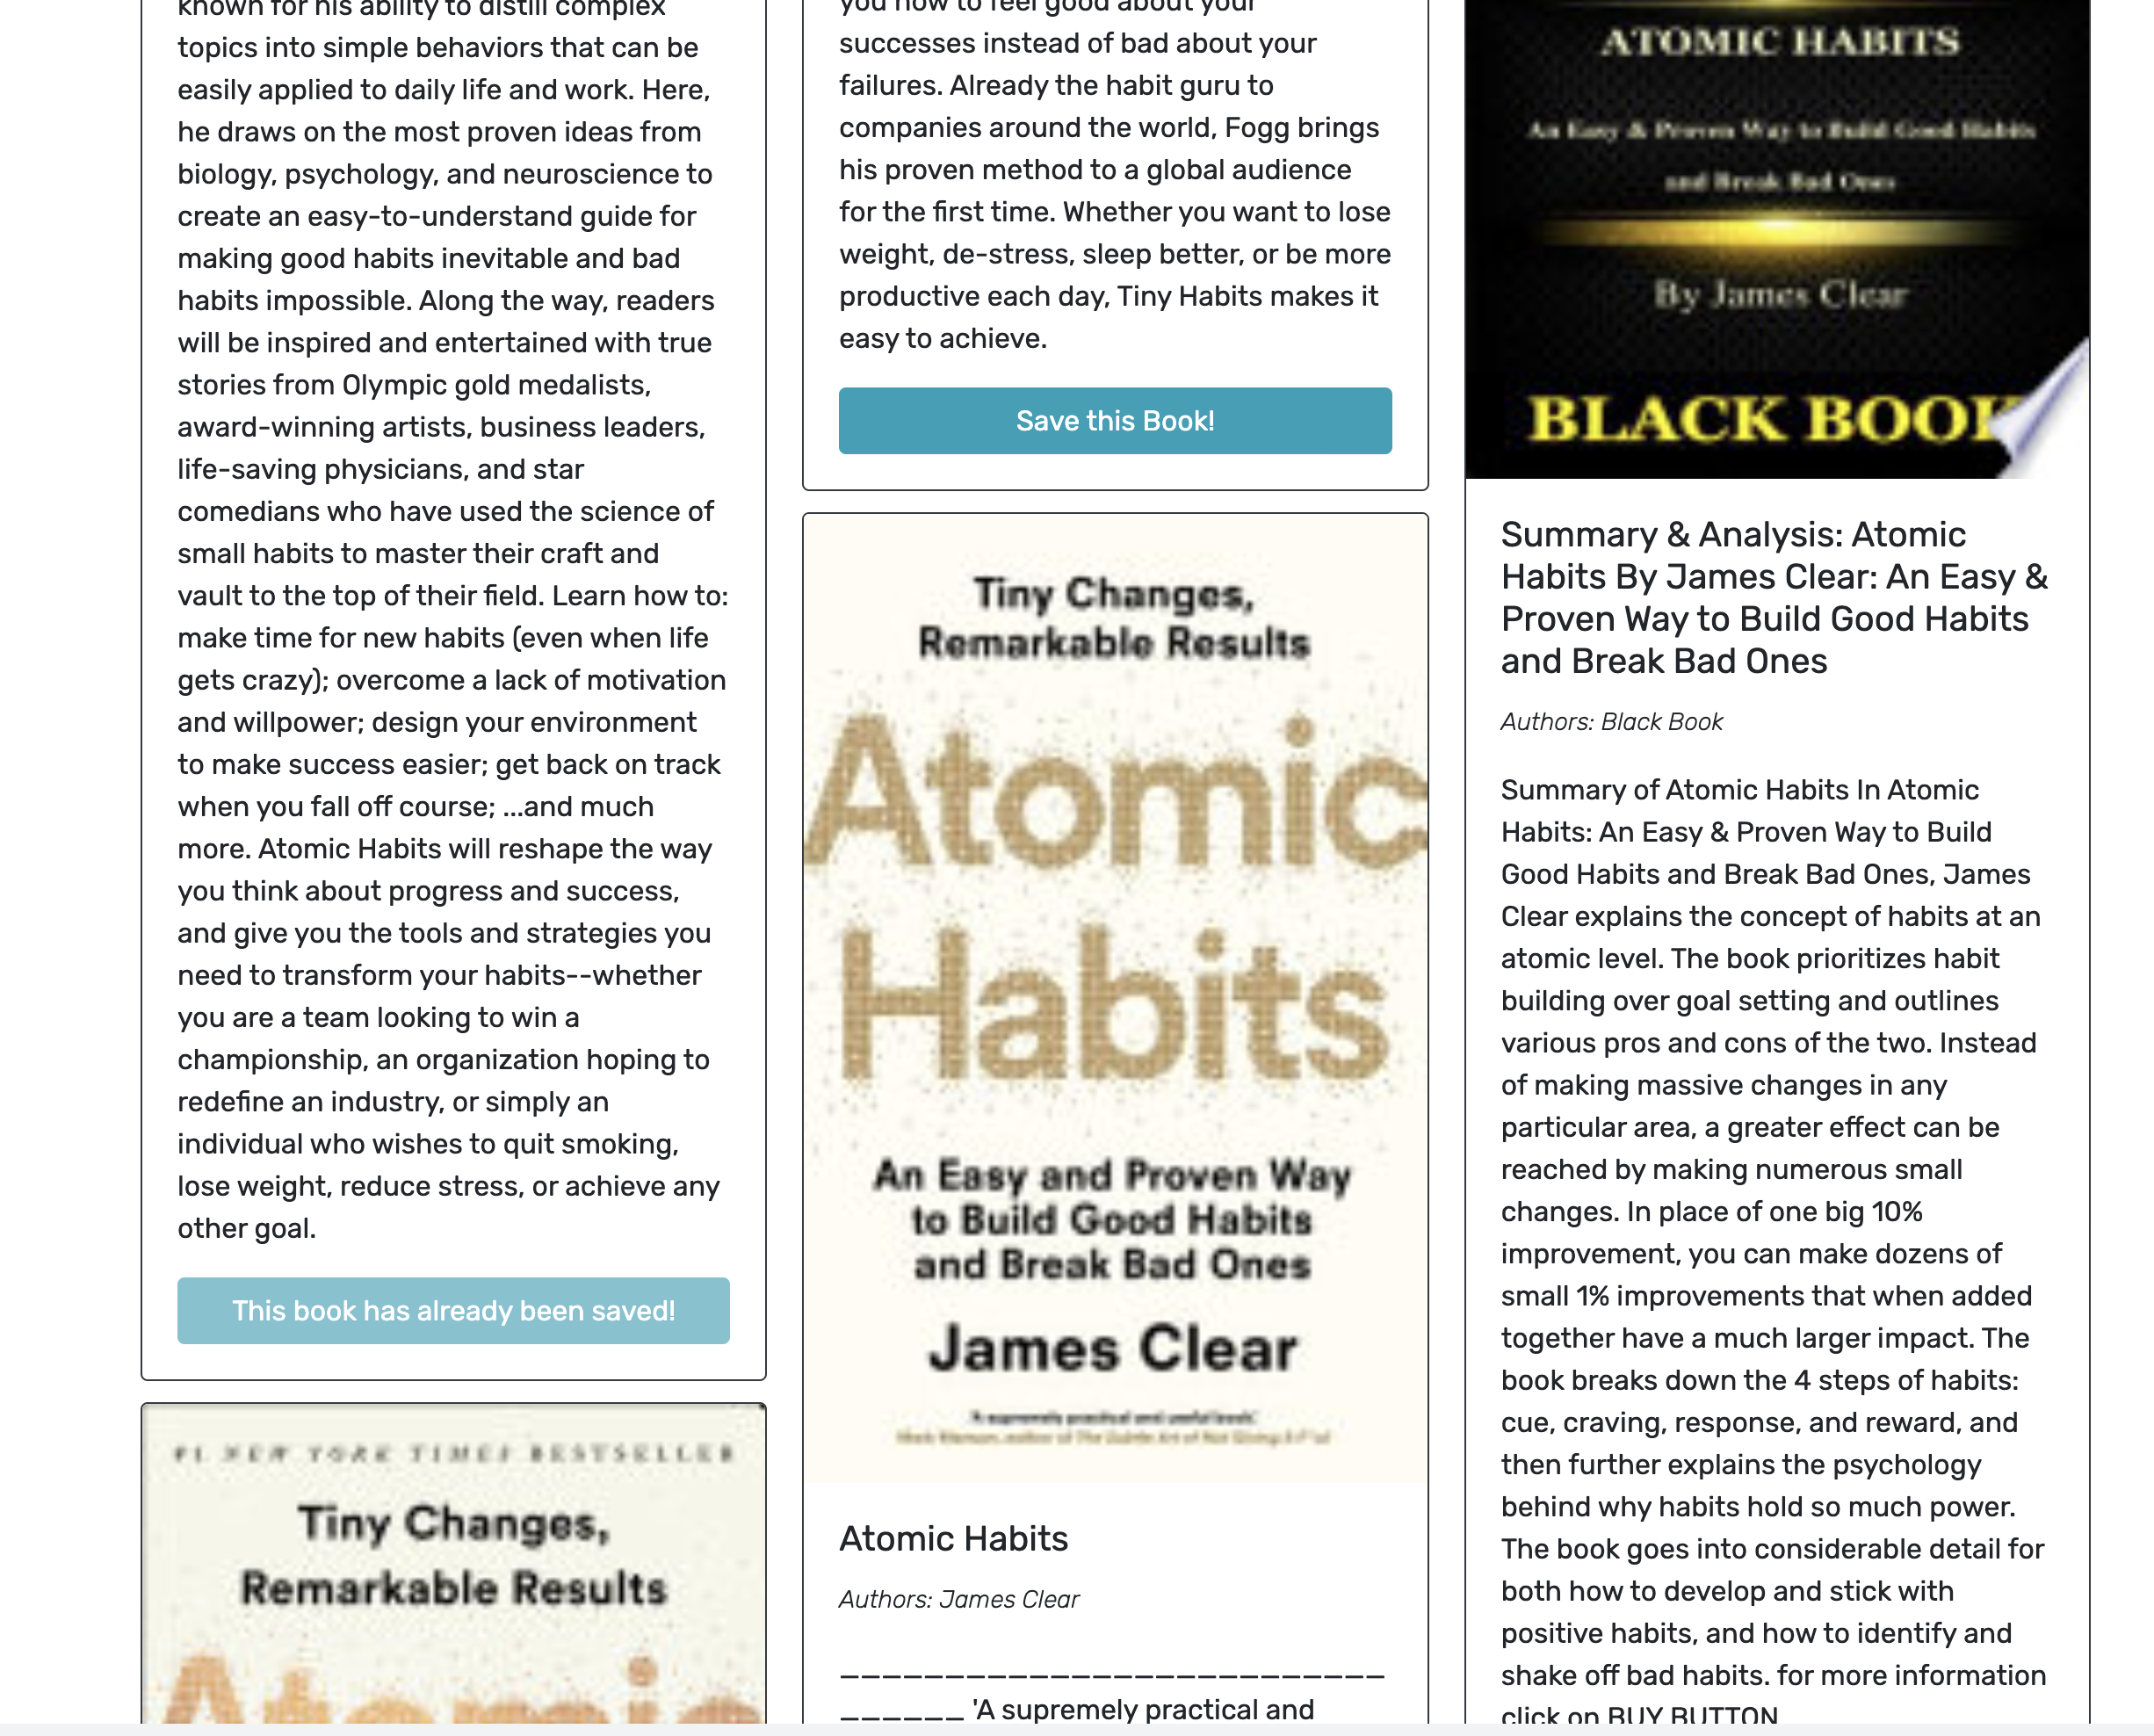 known for his ability to distill complex
topics into simple behaviors that can be
easily applied to daily life and work. Here,
he draws on the most proven ideas from
biology, psychology, and neuroscience to
create an easy-to-understand guide for
making good habits inevitable and bad
habits impossible. Along the way, readers
will be inspired and entertained with true
stories from Olympic gold medalists,
award-winning artists, business leaders,
life-saving physicians, and star
comedians who have used the science of
small habits to master their craft and
vault to the top of their field. Learn how to:
make time for new habits (even when life
gets crazy); overcome a lack of motivation
and willpower; design your environment
to make success easier; get back on track
when you fall off course; ...and much
more. Atomic Habits will reshape the way
you think about progress and success,
and give you the tools and strategies you
need to transform your habits--whether
you are a team looking to win a
championship, an organization hoping to
redefine an industry, or simply an
individual who wishes to quit smoking,
lose weight, reduce stress, or achieve any
other goal.
This book has already been saved!
#1 NEW YORK TIMES BESTSELLER
Tiny Changes,
Remarkable Results
Atomic
you how to feel good about your
successes instead of bad about your
failures. Already the habit guru to
companies around the world, Fogg brings
his proven method to a global audience
for the first time. Whether you want to lose
weight, de-stress, sleep better, or be more
productive each day, Tiny Habits makes it
easy to achieve.
Save this Book!
Tiny Changes,
Remarkable Results
Atomic
Habits
An Easy and Proven Way
to Build Good Habits
and Break Bad Ones
James Clear
'A supremely practical and useful book'
Mark Manson, author of The Subtle Art of Not Giving A F*ck
Atomic Habits
Authors: James Clear
__________________________
______ 'A supremely practical and
ATOMIC HABITS
An Easy & Proven Way to Build Good Habits
and Break Bad Ones
By James Clear
BLACK BOOK
Summary & Analysis: Atomic
Habits By James Clear: An Easy &
Proven Way to Build Good Habits
and Break Bad Ones
Authors: Black Book
Summary of Atomic Habits In Atomic
Habits: An Easy & Proven Way to Build
Good Habits and Break Bad Ones, James
Clear explains the concept of habits at an
atomic level. The book prioritizes habit
building over goal setting and outlines
various pros and cons of the two. Instead
of making massive changes in any
particular area, a greater effect can be
reached by making numerous small
changes. In place of one big 10%
improvement, you can make dozens of
small 1% improvements that when added
together have a much larger impact. The
book breaks down the 4 steps of habits:
cue, craving, response, and reward, and
then further explains the psychology
behind why habits hold so much power.
The book goes into considerable detail for
both how to develop and stick with
positive habits, and how to identify and
shake off bad habits. for more information
click on BUY BUTTON